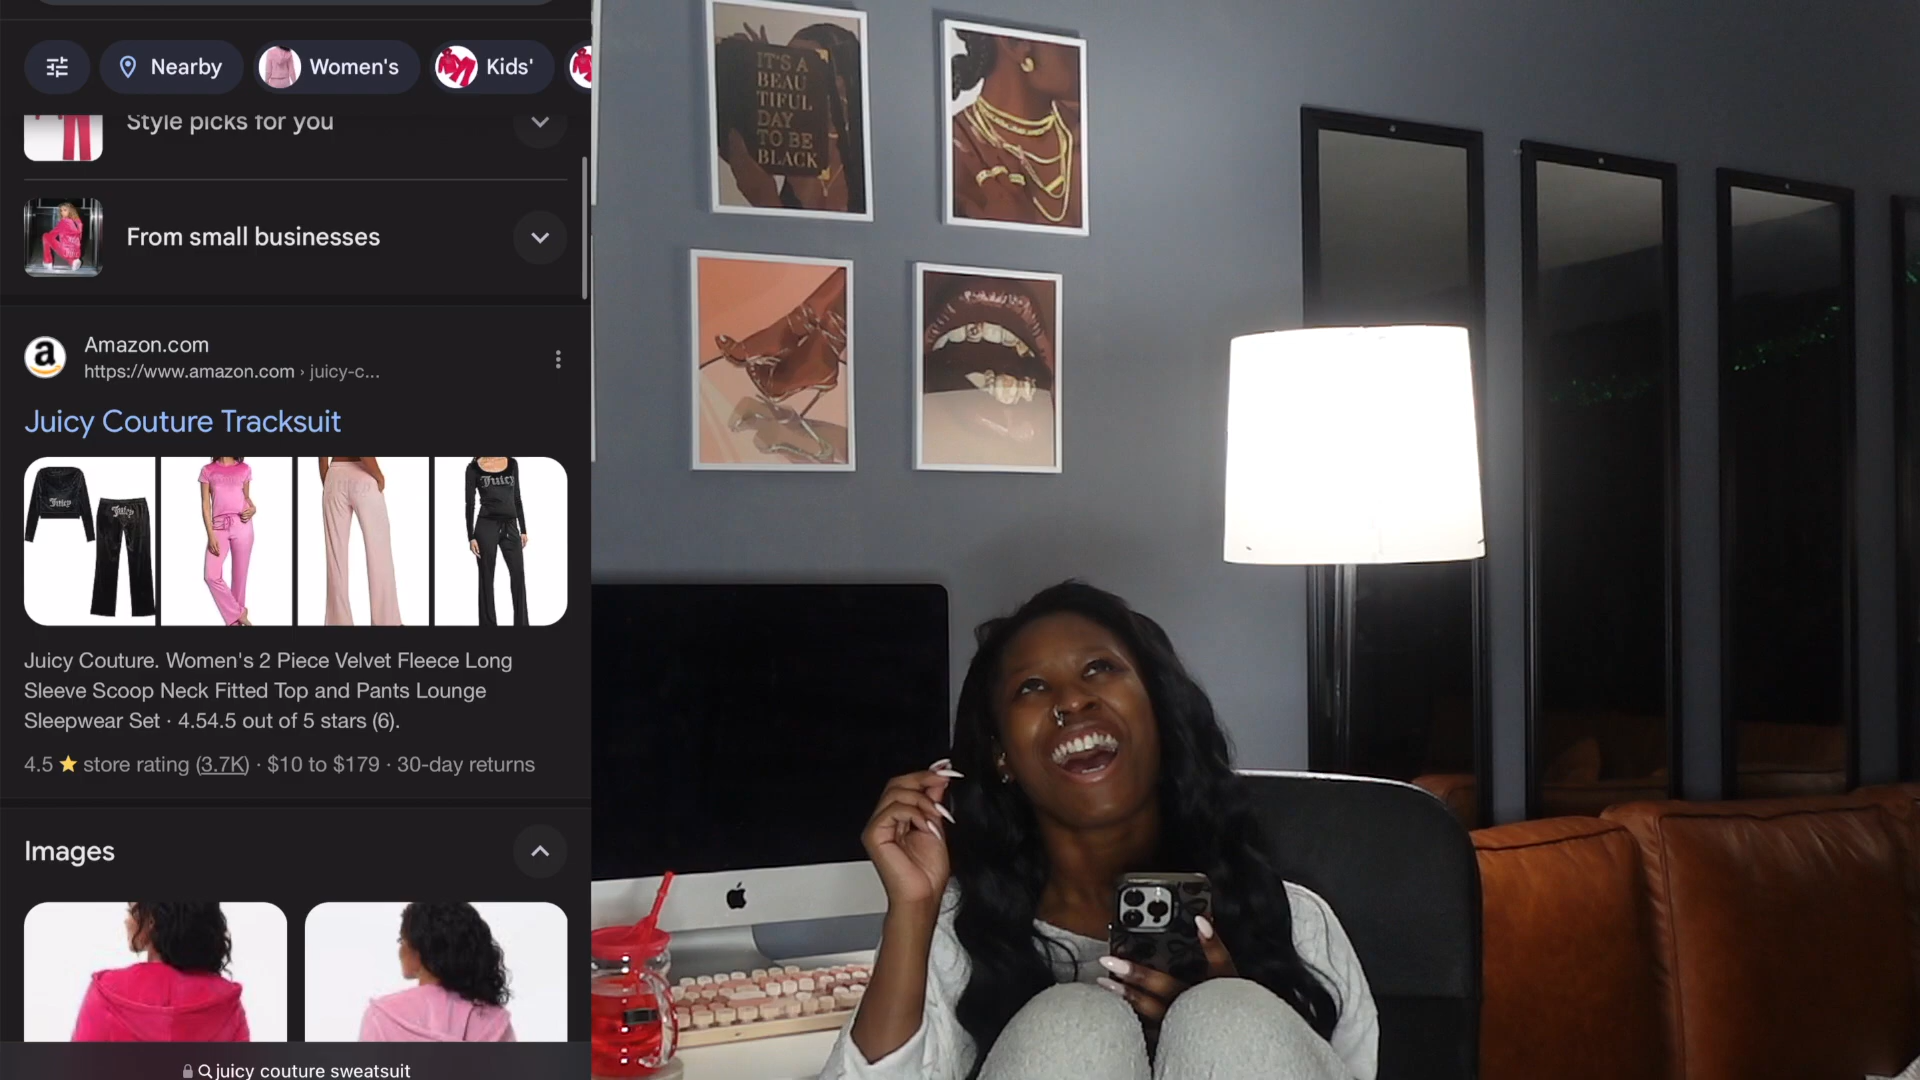 Nearby
Women's
Kids'
Style picks for you
From small businesses
a
Amazon.com
https://www.amazon.com › juicy-c...
Juicy Couture Tracksuit
Juicy
Juicy
Juicy
Juicy Couture. Women's 2 Piece Velvet Fleece Long
Sleeve Scoop Neck Fitted Top and Pants Lounge
Sleepwear Set · 4.54.5 out of 5 stars (6).
4.5 ★ store rating (3.7K) · $10 to $179 · 30-day returns
Images
juicy couture sweatsuit
IT'S A
BEAU
TIFUL
DAY
TO BE
BLACK